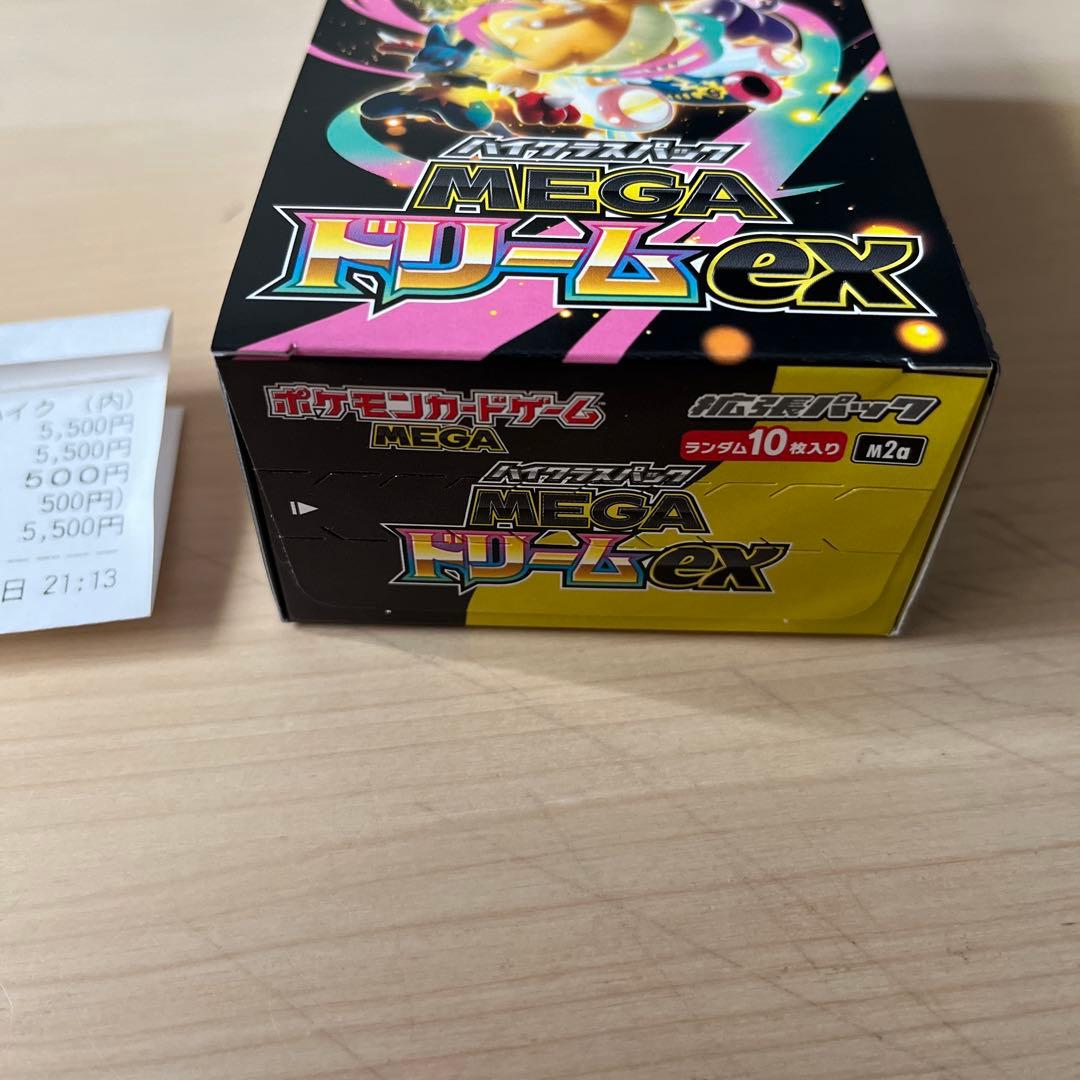 ハイクラスパック
MEGA
ドリームex
ポケモンカードゲーム
MEGA
拡張パック
ランダム10枚入り
M2a
ハイクラスパック
MEGA
ドリームex
イク (内)
5,500円
5,500円
500円
500円)
5,500円
日 21:13